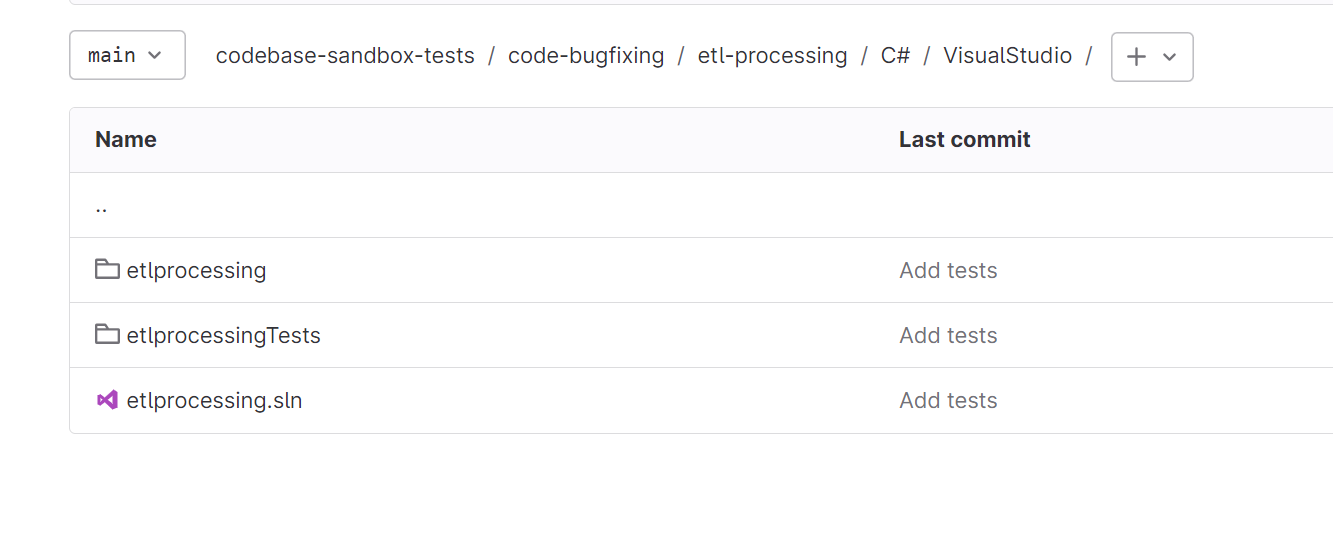 main codebase-sandbox-tests / code-bugfixing / etl-processing / C# / VisualStudio / +
Name Last commit
..
etlprocessing Add tests
etlprocessingTests Add tests
etlprocessing.sln Add tests